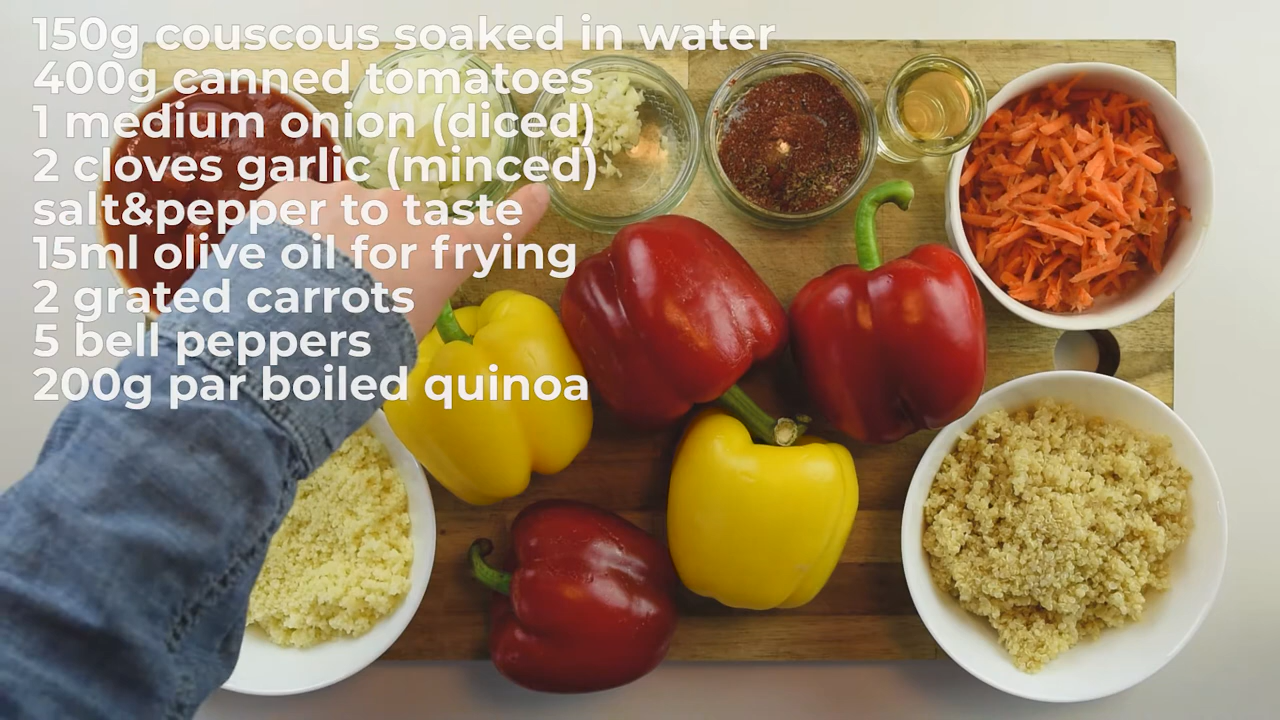 150g couscous soaked in water
400g canned tomatoes
1 medium onion (diced)
2 cloves garlic (minced)
salt&pepper to taste
15ml olive oil for frying
2 grated carrots
5 bell peppers
200g par boiled quinoa